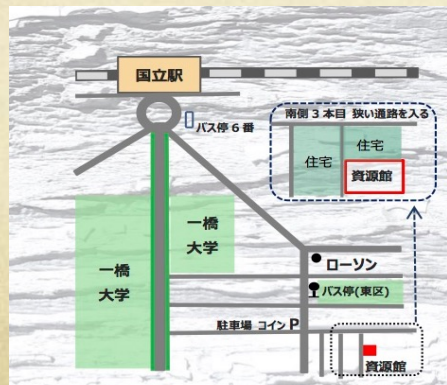 国立駅
バス停6番
南側3本目 狭い通路を入る
住宅
住宅
資源館
一橋
大学
一橋
大学
ローソン
バス停(東区)
駐車場 コイン P
資源館